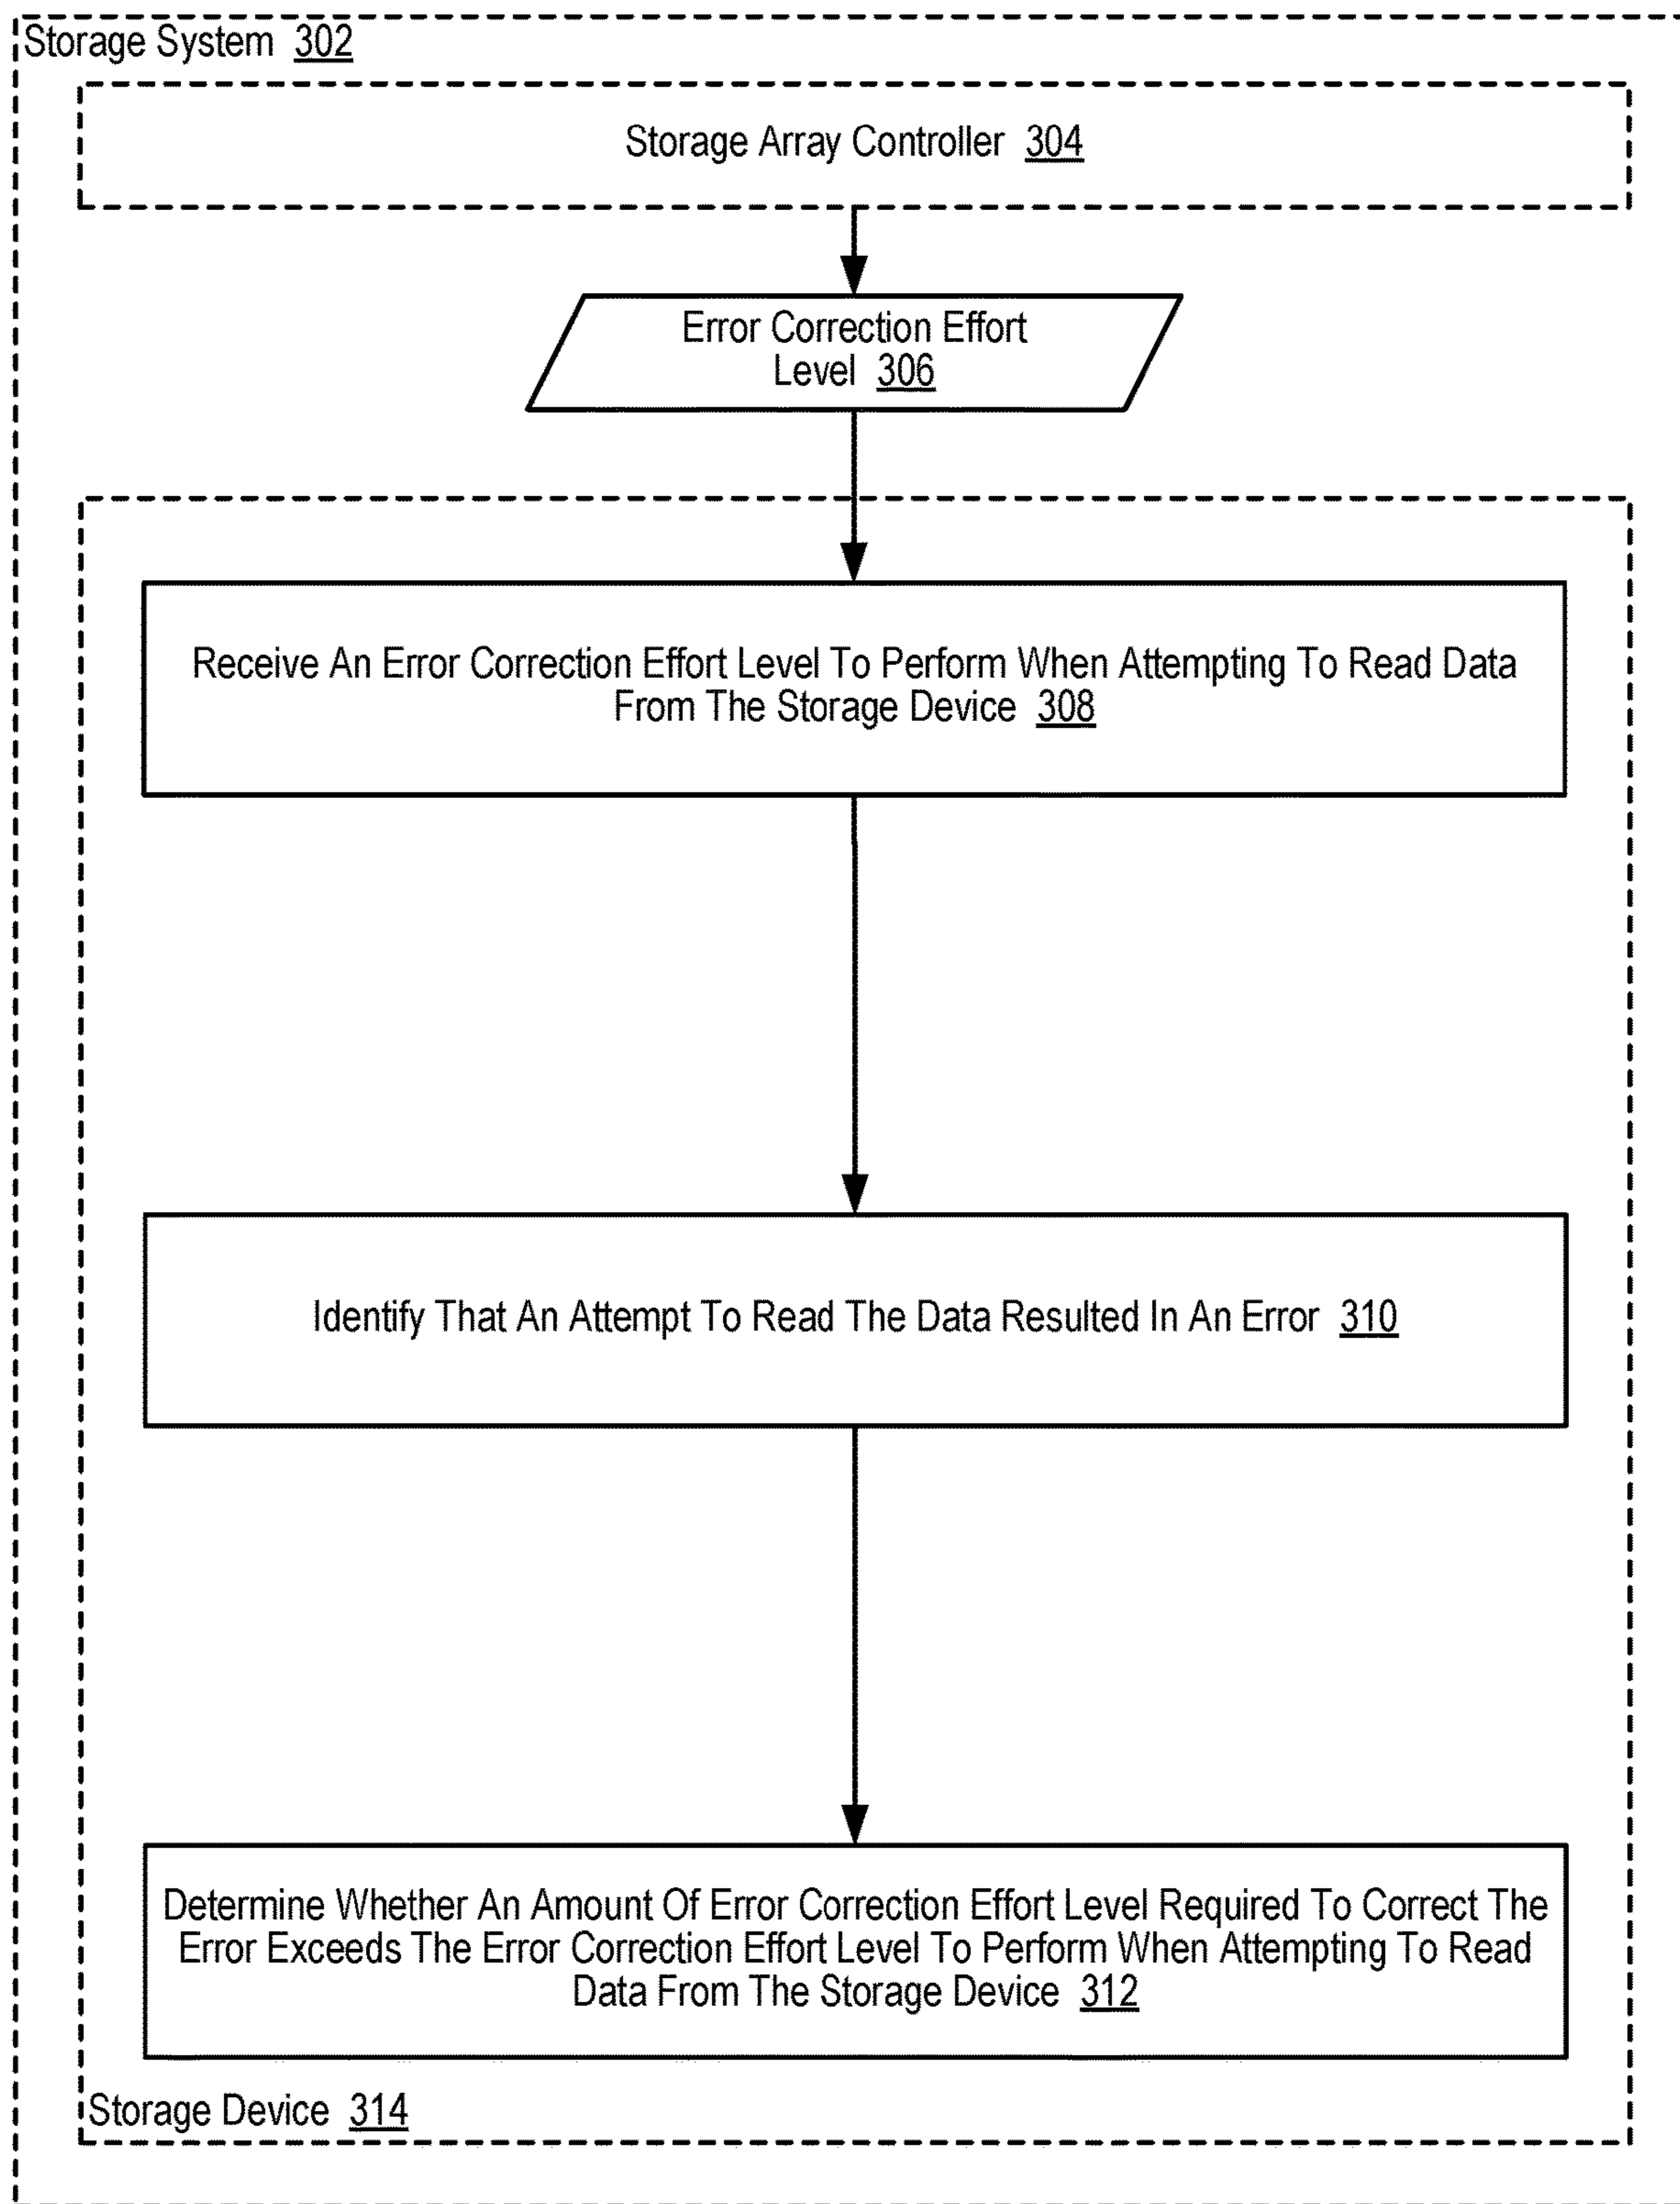 Storage System 302
Storage Array Controller 304
Error Correction Effort
Level 306
Receive An Error Correction Effort Level To Perform When Attempting To Read Data
From The Storage Device 308
Identify That An Attempt To Read The Data Resulted In An Error 310
Determine Whether An Amount Of Error Correction Effort Level Required To Correct The
Error Exceeds The Error Correction Effort Level To Perform When Attempting To Read
Data From The Storage Device 312
Storage Device 314